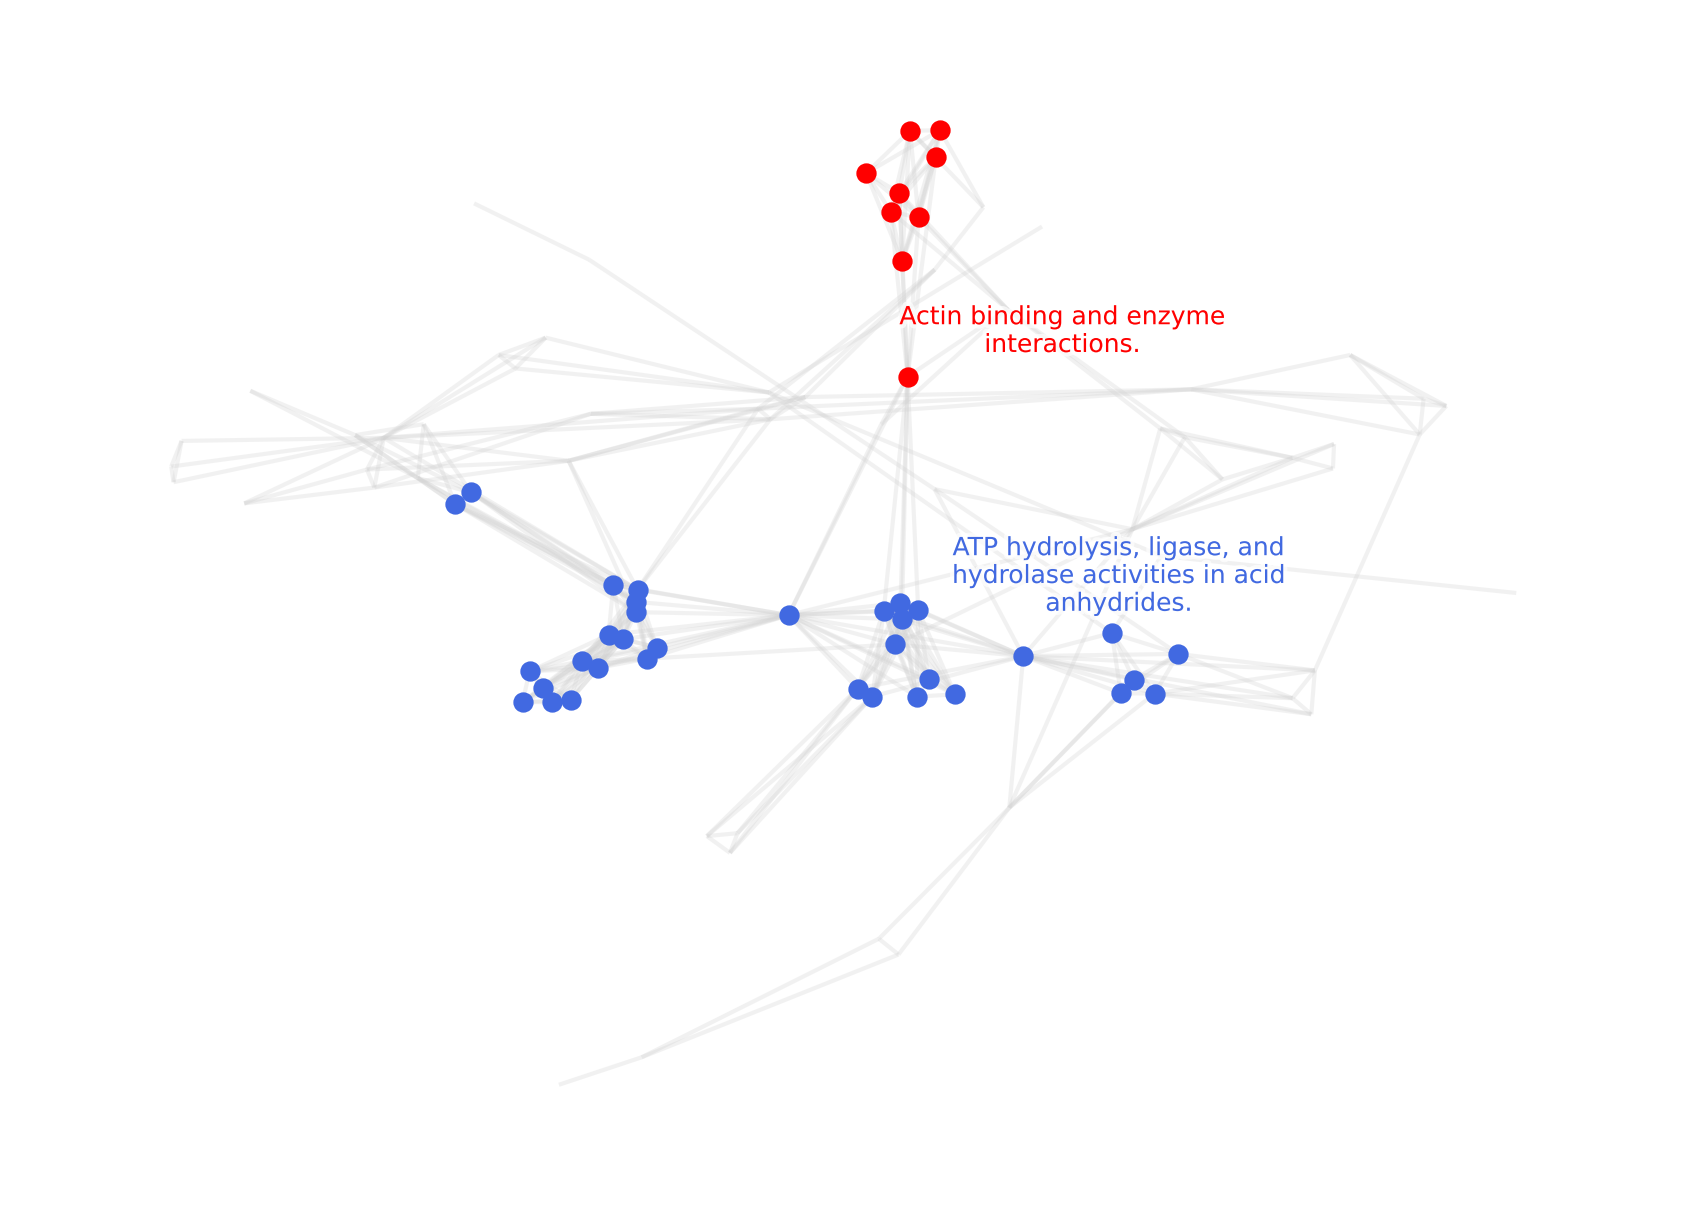 Actin binding and enzyme
interactions.
ATP hydrolysis, ligase, and
hydrolase activities in acid
anhydrides.